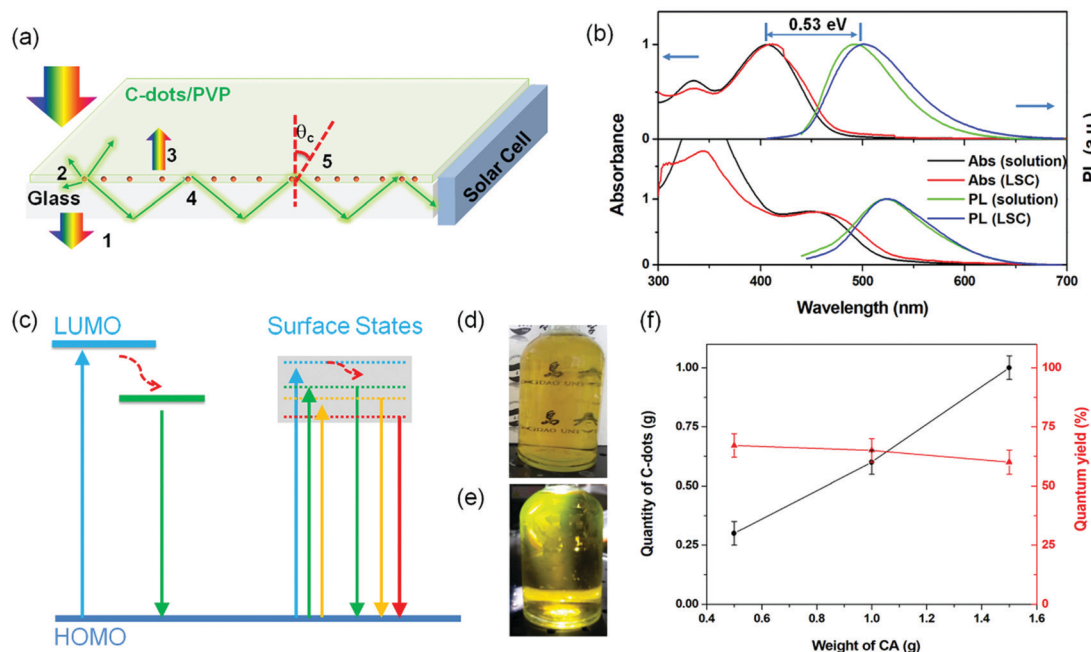 (a)
C-dots/PVP
θc
3
5
2
Glass
4
1
Solar Cell
(b)
0.53 eV
1
0
1
0
Absorbance
Abs (solution)
Abs (LSC)
PL (solution)
PL (LSC)
300 400 500 600 700
Wavelength (nm)
(c)
LUMO
Surface States
HOMO
(d)
(e)
(f)
Quantity of C-dots (g)
1.00
0.75
0.50
0.25
0.00
100
75
50
25
0
Quantum yield (%)
0.4 0.6 0.8 1.0 1.2 1.4 1.6
Weight of CA (g)